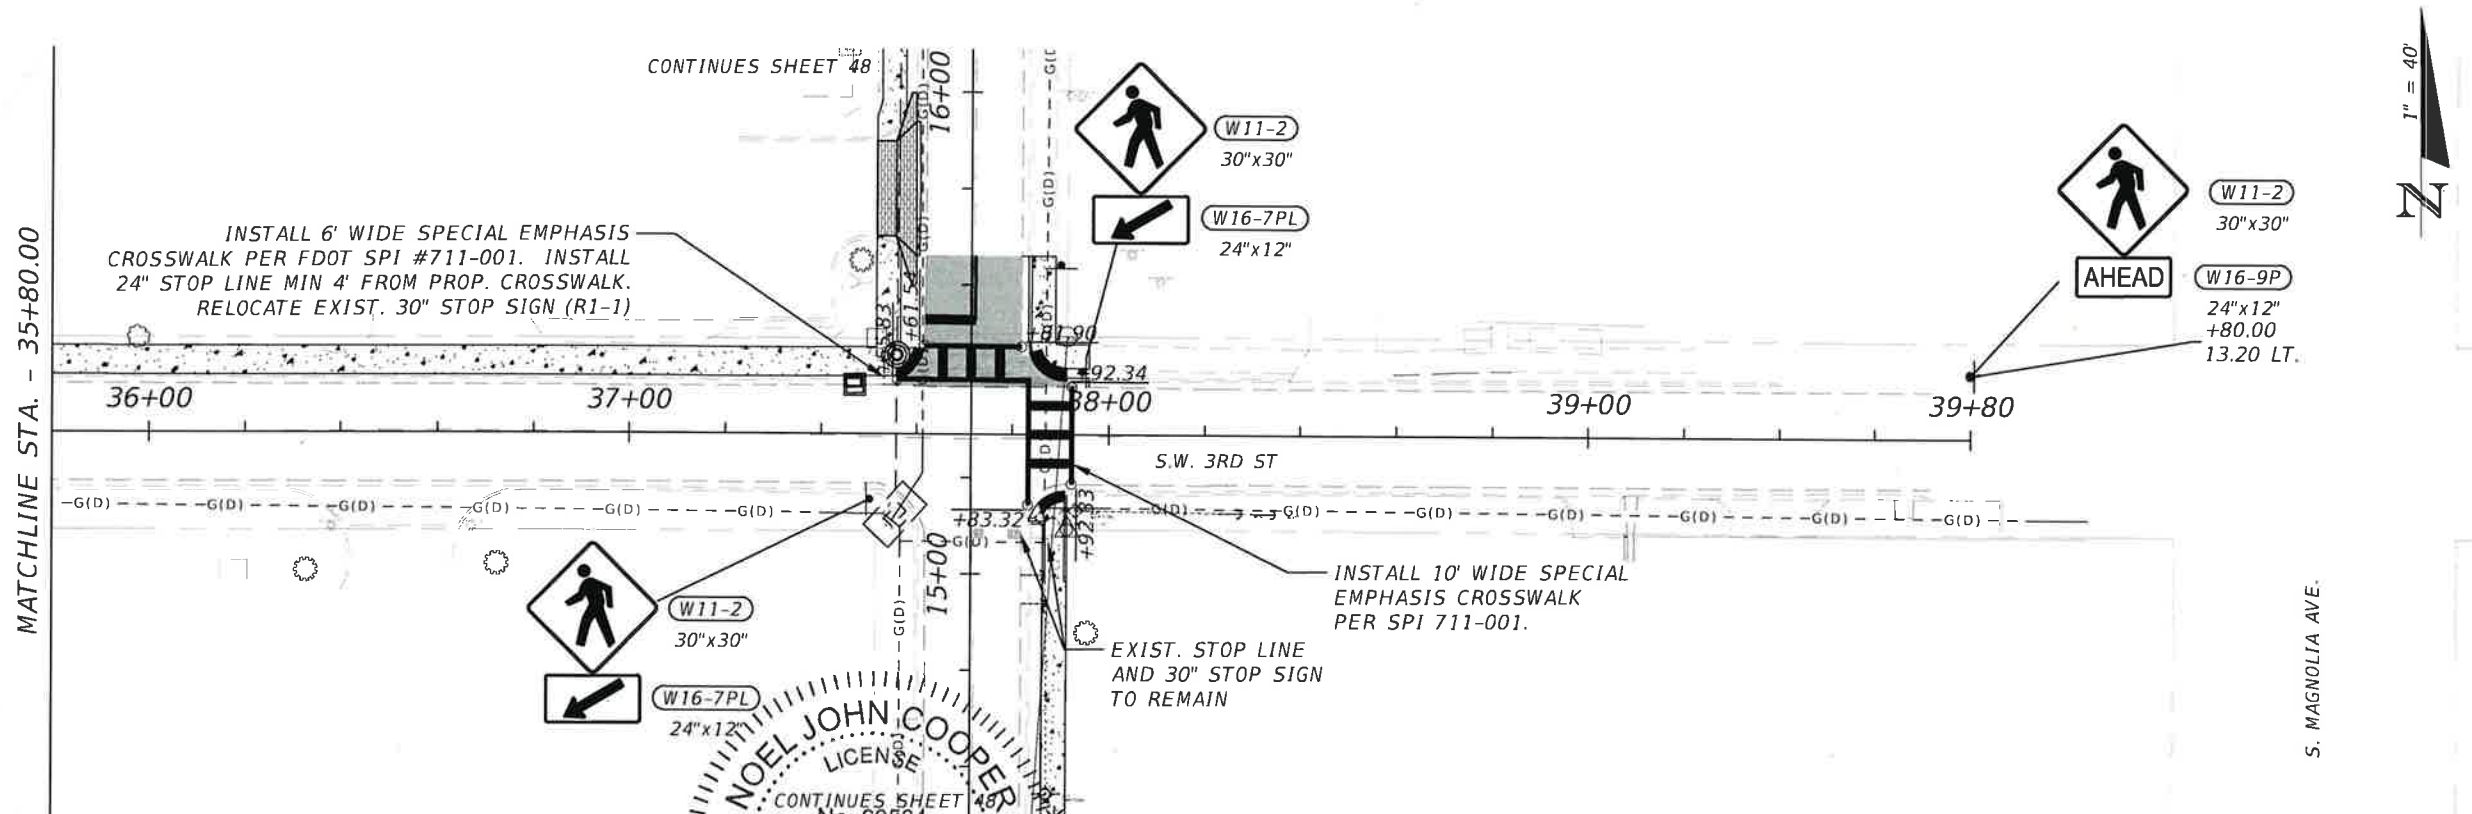 CONTINUES SHEET 48
16+00
W11-2
30"x30"
W16-7PL
24"x12"
W11-2
30"x30"
AHEAD
W16-9P
24"x12"
+80.00
13.20 LT.
1" = 40'
N
MATCHLINE STA. - 35+80.00
INSTALL 6' WIDE SPECIAL EMPHASIS
CROSSWALK PER FDOT SPI #711-001. INSTALL
24" STOP LINE MIN 4' FROM PROP. CROSSWALK.
RELOCATE EXIST. 30" STOP SIGN (R1-1)
+61.54
+81.90
+92.34
36+00
37+00
38+00
39+00
39+80
S.W. 3RD ST
G(D) G(D) G(D) G(D) G(D) G(D) G(D) G(D) G(D) G(D) G(D) G(D) G(D)
+83.32
+92.83
15+00
G(D)
W11-2
30"x30"
W16-7PL
24"x12"
INSTALL 10' WIDE SPECIAL
EMPHASIS CROSSWALK
PER SPI 711-001.
EXIST. STOP LINE
AND 30" STOP SIGN
TO REMAIN
S. MAGNOLIA AVE.
NOEL JOHN COOPER
LICENSE
CONTINUES SHEET 48